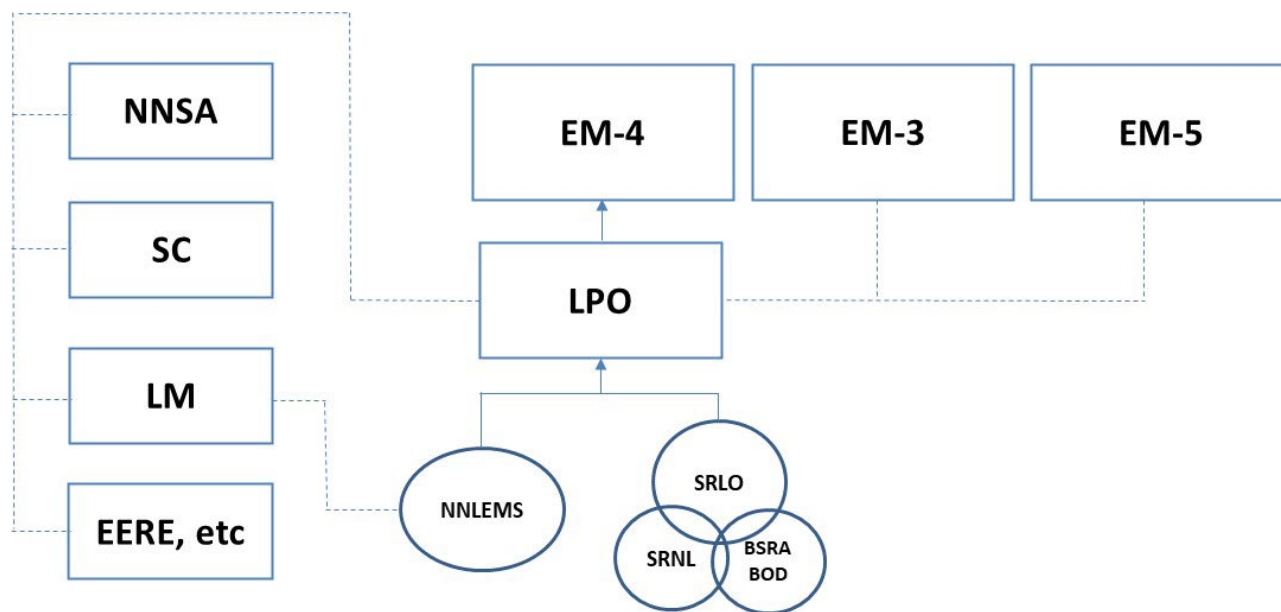 NNSA
EM-4
EM-3
EM-5
SC
LPO
LM
NNLEMS
SRLO
EERE, etc
SRNL
BSRA
BOD